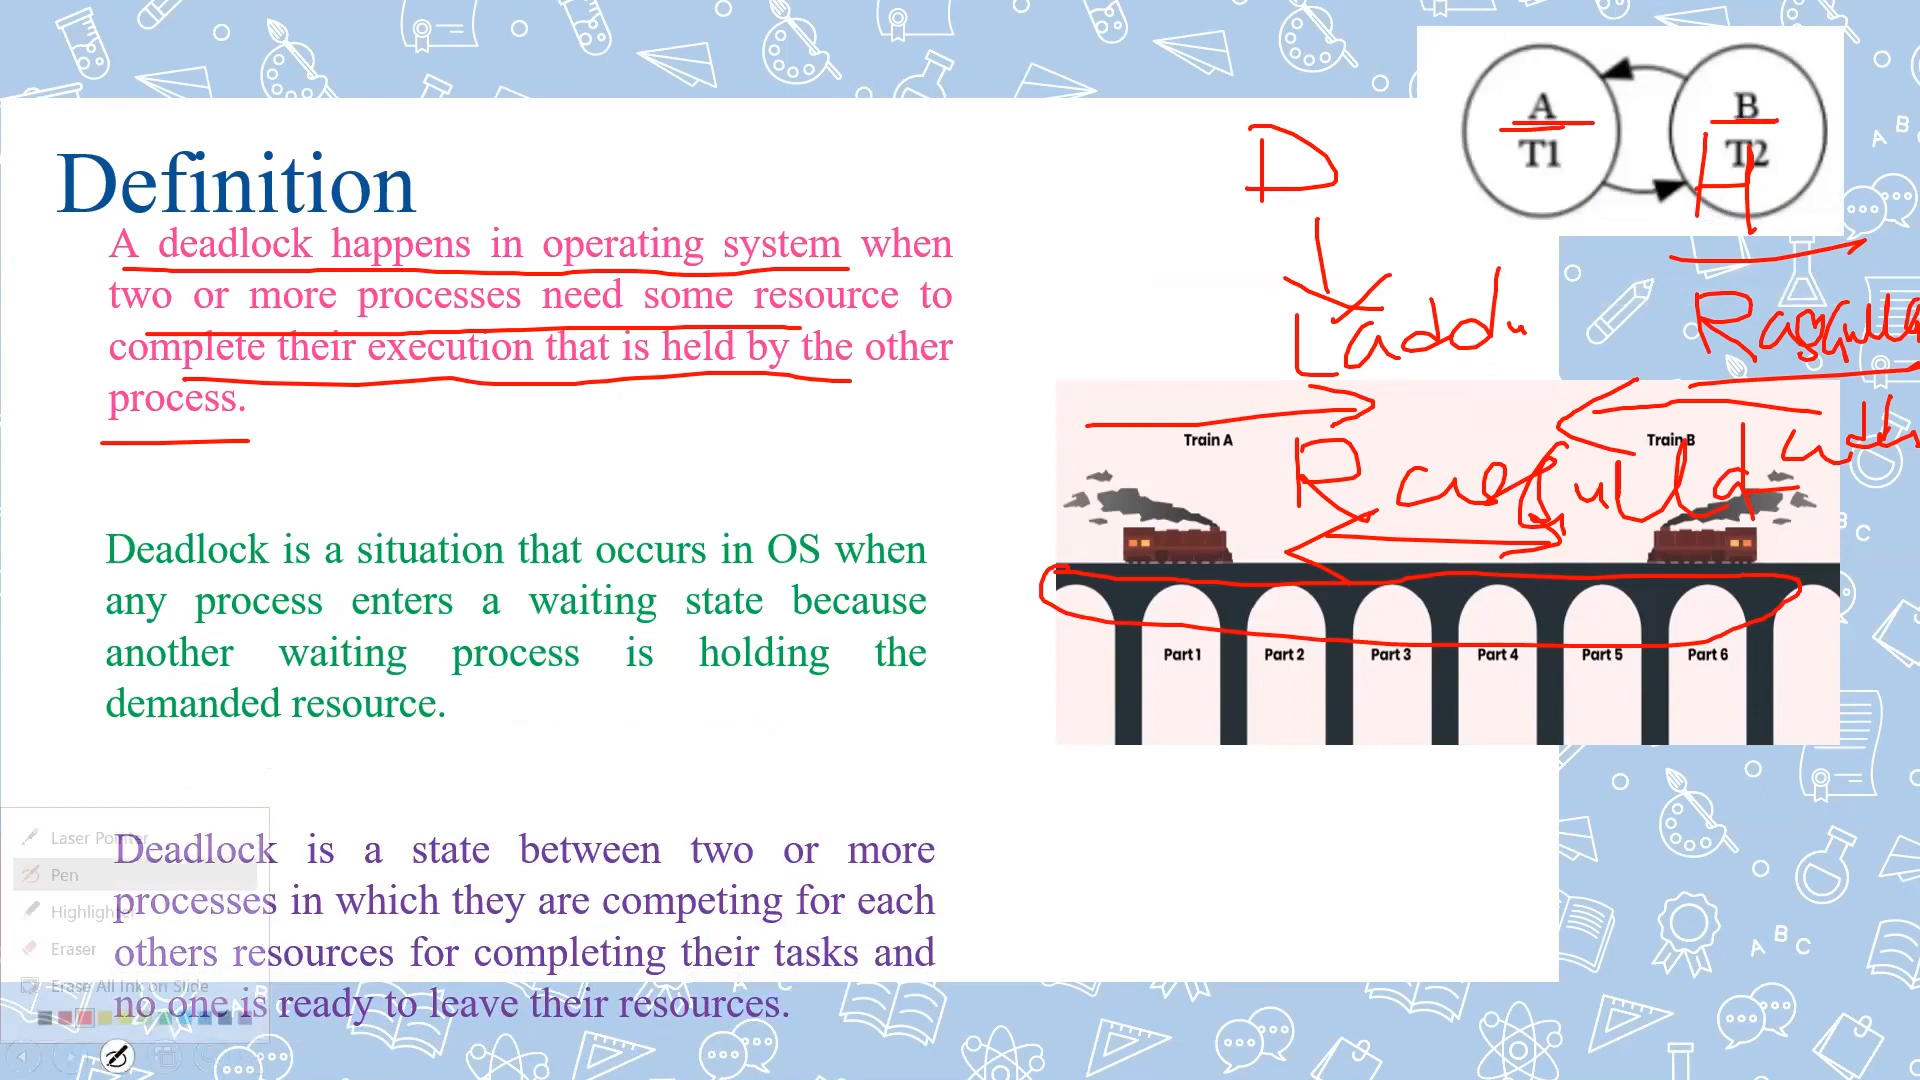 Definition
A deadlock happens in operating system when
two or more processes need some resource to
complete their execution that is held by the other
process.
Deadlock is a situation that occurs in OS when
any process enters a waiting state because
another waiting process is holding the
demanded resource.
Deadlock is a state between two or more
processes in which they are competing for each
others resources for completing their tasks and
no one is ready to leave their resources.
A
T1
B
T2
D
H
Laddu
Train A
Train B
Part 1
Part 2
Part 3
Part 4
Part 5
Part 6
Laser Pointer
Pen
Highlighter
Eraser
Erase All Ink on Slide
A B C